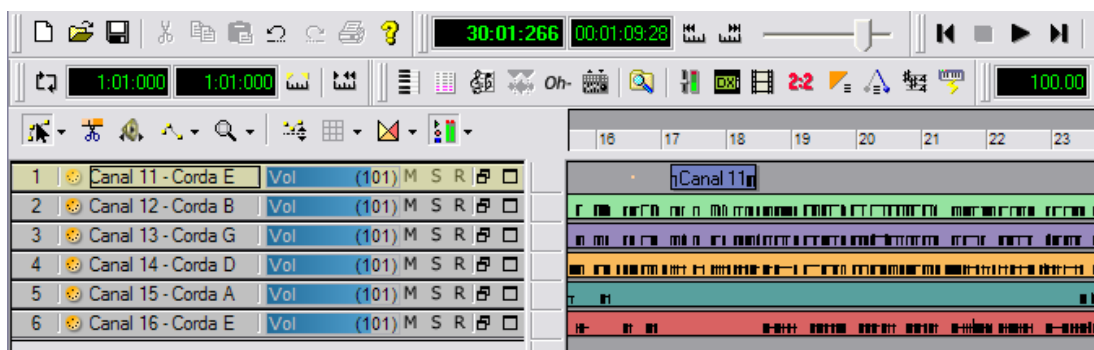 30:01:266 00:01:09:28
1:01:000 1:01:000 Oh- DXi 2:2 100.00
16 17 18 19 20 21 22 23
1 Canal 11 - Corda E Vol (101) M S R Canal 11
2 Canal 12 - Corda B Vol (101) M S R
3 Canal 13 - Corda G Vol (101) M S R
4 Canal 14 - Corda D Vol (101) M S R
5 Canal 15 - Corda A Vol (101) M S R
6 Canal 16 - Corda E Vol (101) M S R